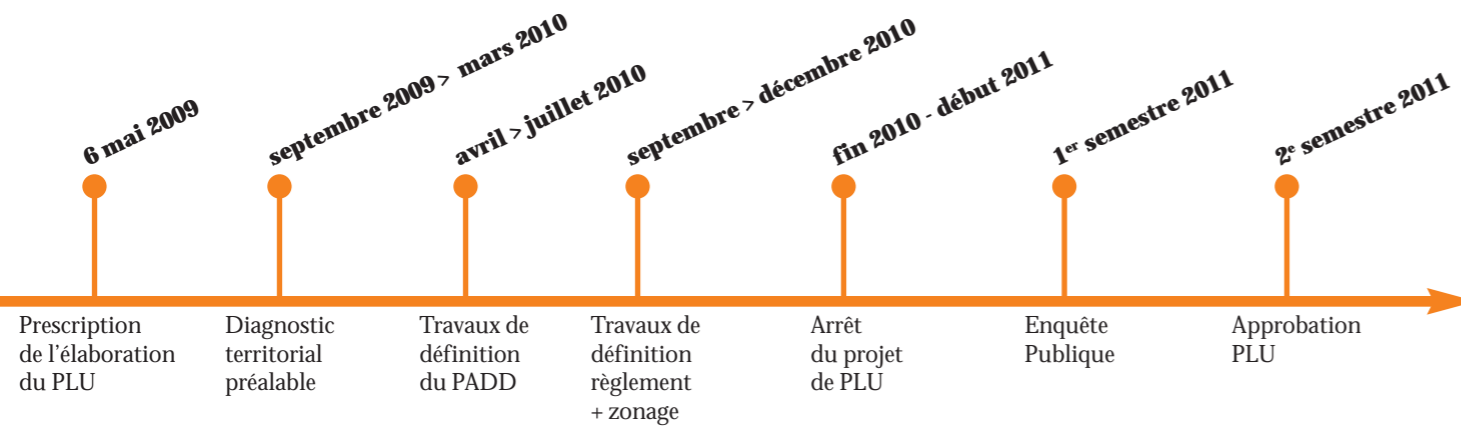 6 mai 2009
septembre 2009 > mars 2010
avril > juillet 2010
septembre > décembre 2010
fin 2010 - début 2011
1er semestre 2011
2e semestre 2011
Prescription
de l'élaboration
du PLU
Diagnostic
territorial
préalable
Travaux de
définition
du PADD
Travaux de
définition
règlement
+ zonage
Arrêt
du projet
de PLU
Enquête
Publique
Approbation
PLU